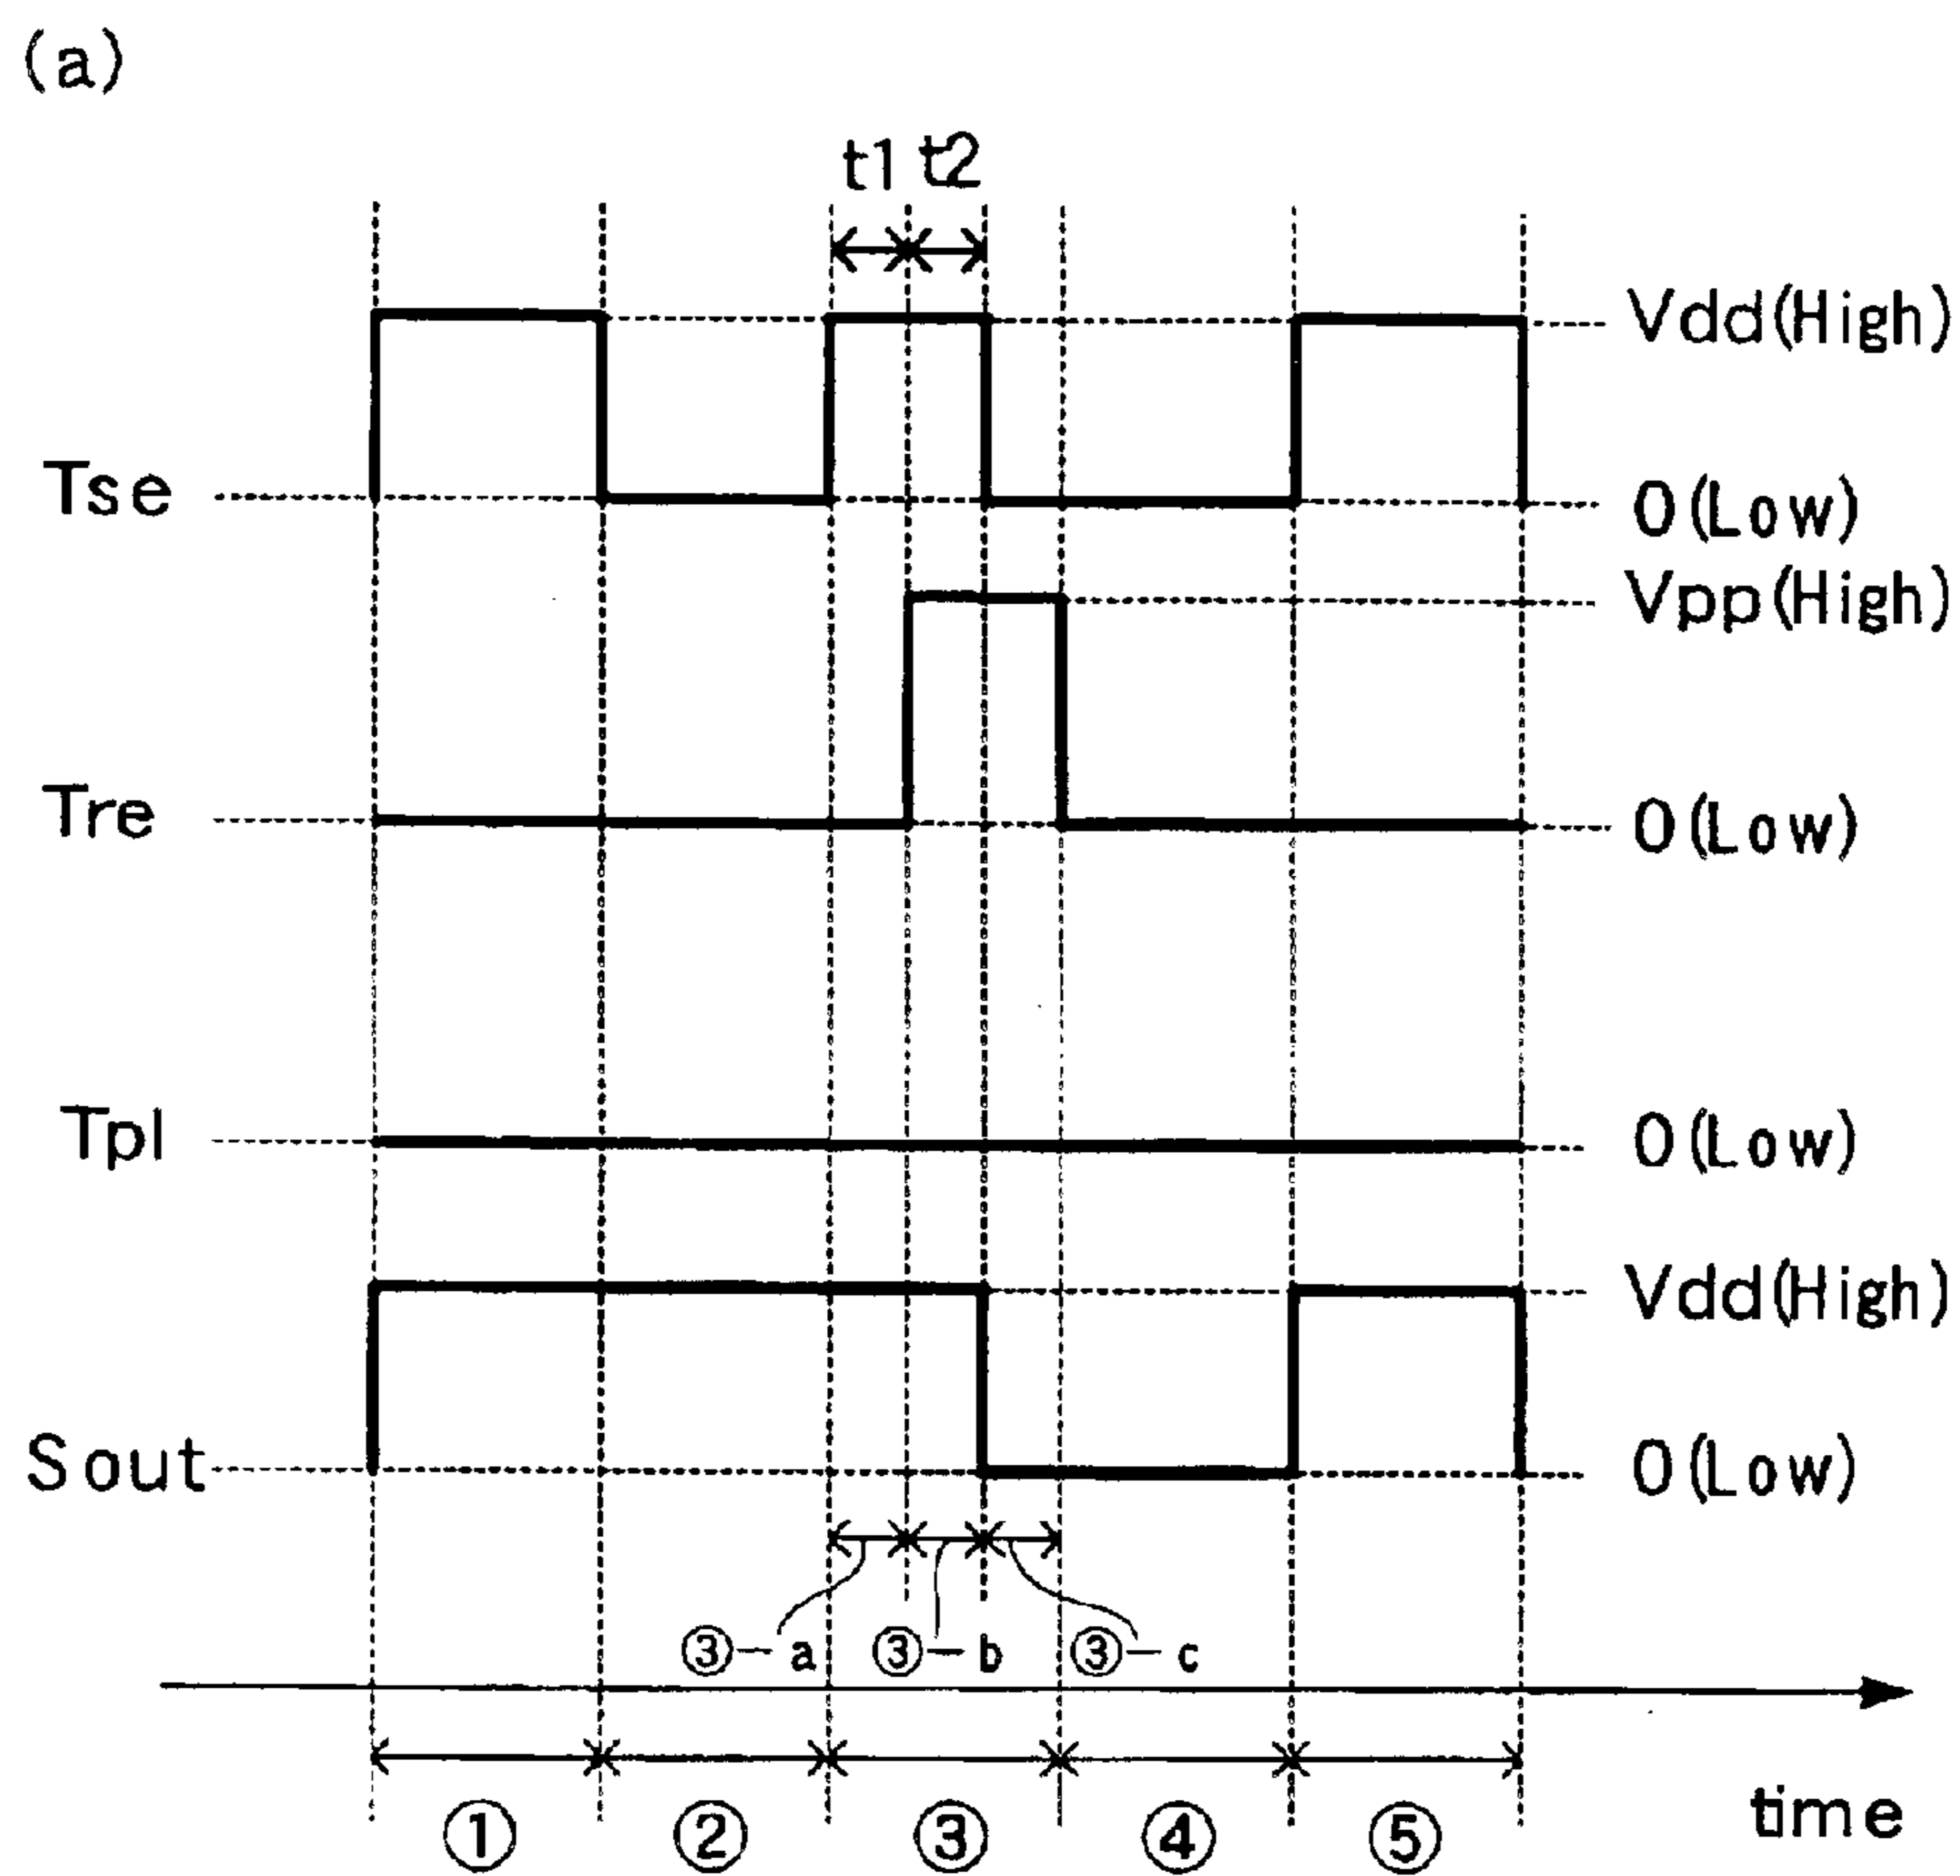 (a)
t1 t2
Vdd(High)
Tse 0(Low)
Vpp(High)
Tre 0(Low)
Tpl 0(Low)
Vdd(High)
Sout 0(Low)
③-a ③-b ③-c
① ② ③ ④ ⑤ time